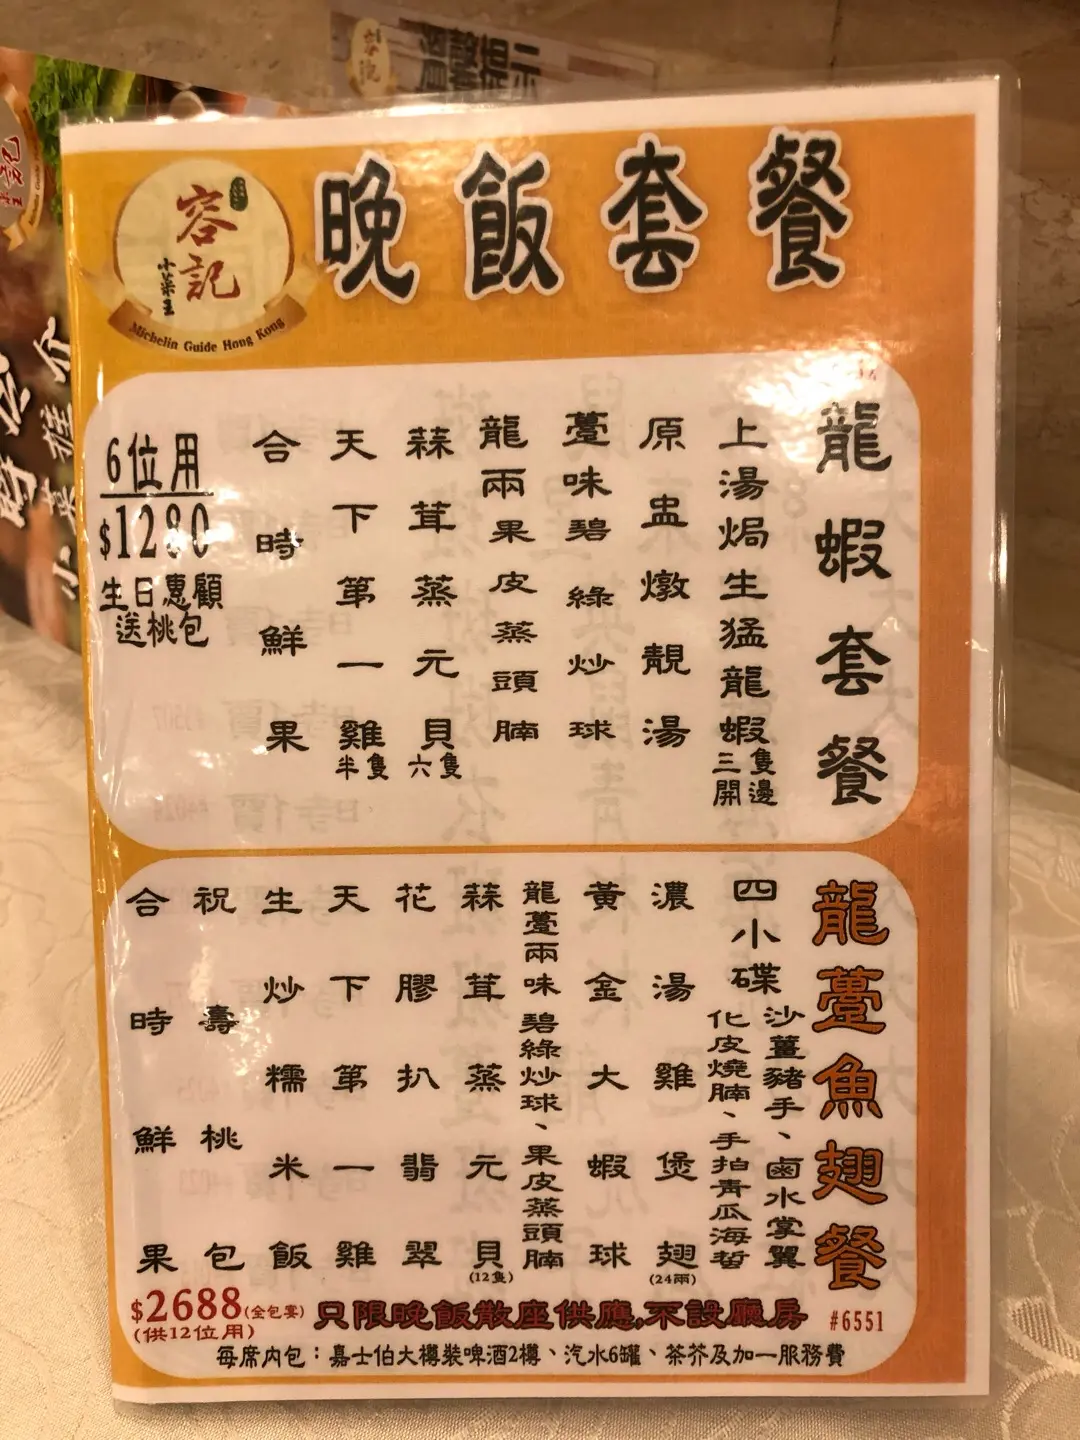 容記
小菜王
Michelin Guide Hong Kong
晚飯套餐
龍蝦套餐
上湯焗生猛龍蝦三隻開邊
原盅燉靚湯
龍躉兩味碧綠炒球
果皮蒸頭腩
蒜茸蒸元貝六隻
天下第一雞半隻
合時鮮果
6位用
$1280
生日惠顧
送桃包
龍躉魚翅餐
四小碟
沙薑豬手、鹵水掌翼
化皮燒腩、手拍青瓜海蜇
濃湯雞煲翅(24兩)
黃金大蝦球
龍躉兩味碧綠炒球、果皮蒸頭腩
蒜茸蒸元貝(12隻)
花膠扒翡翠
天下第一雞
生炒糯米飯
祝壽桃包
合時鮮果
$2688(全包宴)
(供12位用)
只限晚飯散座供應,不設廳房
#6551
每席內包：嘉士伯大樽裝啤酒2樽、汽水6罐、茶芥及加一服務費